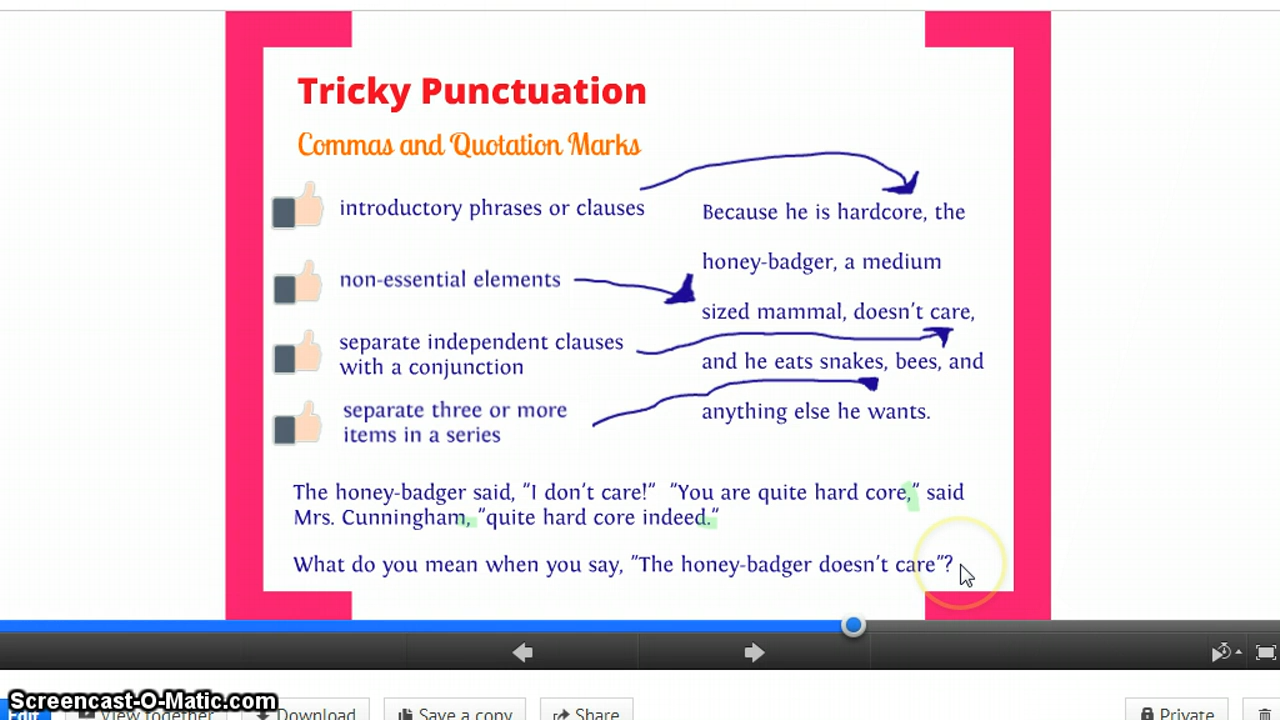 Tricky Punctuation
Commas and Quotation Marks
introductory phrases or clauses
non-essential elements
separate independent clauses
with a conjunction
separate three or more
items in a series
Because he is hardcore, the
honey-badger, a medium
sized mammal, doesn't care,
and he eats snakes, bees, and
anything else he wants.
The honey-badger said, "I don't care!"  "You are quite hard core," said
Mrs. Cunningham, "quite hard core indeed."
What do you mean when you say, "The honey-badger doesn't care"?
Screencast-O-Matic.com
Edit
View together
Download
Save a copy
Share
Private